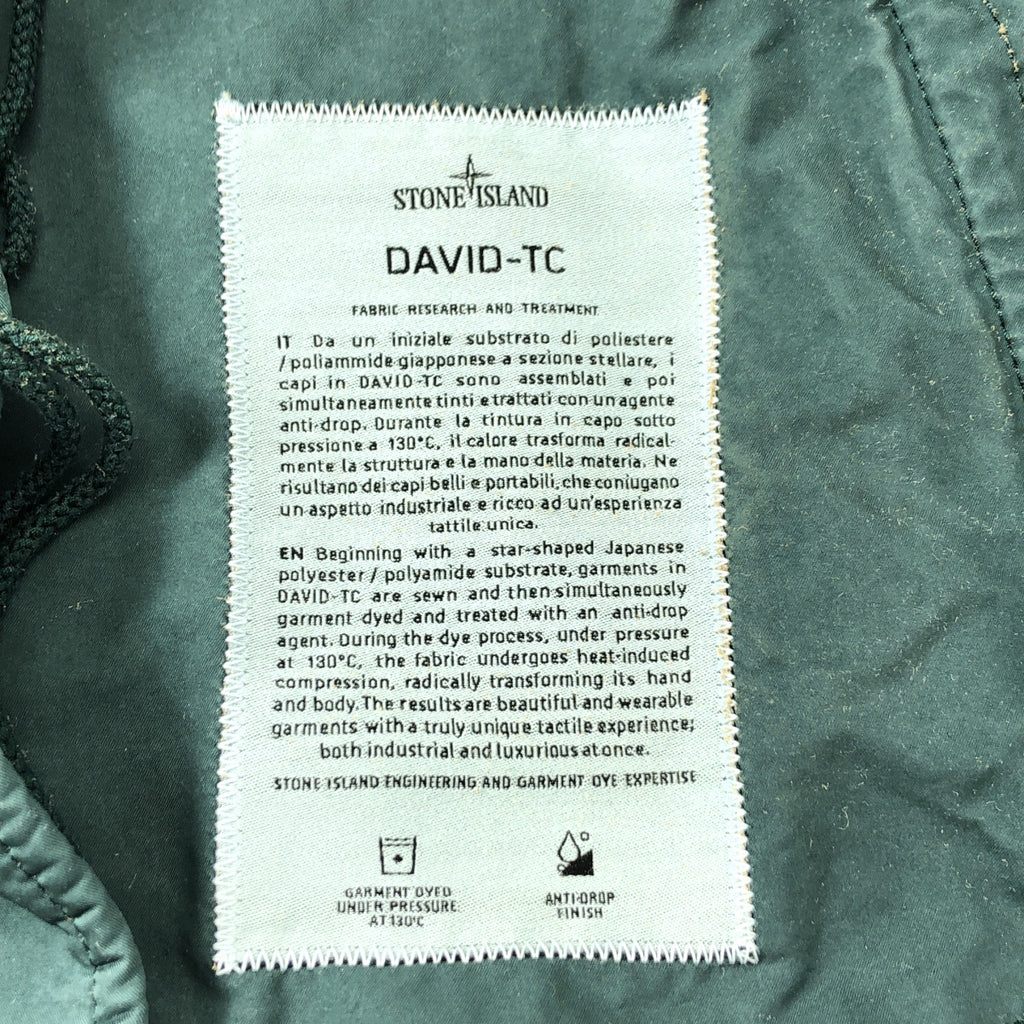 STONE ISLAND
DAVID-TC
FABRIC RESEARCH AND TREATMENT
IT Da un iniziale substrato di poliestere
/poliammide giapponese a sezione stellare, i
capi in DAVID-TC sono assemblati e poi
simultaneamente tinti e trattati con un agente
anti-drop. Durante la tintura in capo sotto
pressione a 130°C, il calore trasforma radical-
mente la struttura e la mano della materia. Ne
risultano dei capi belli e portabili, che coniugano
un aspetto industriale e ricco ad un'esperienza
tattile unica.
EN Beginning with a star-shaped Japanese
polyester / polyamide substrate, garments in
DAVID-TC are sewn and then simultaneously
garment dyed and treated with an anti-drop
agent. During the dye process, under pressure
at 130°C, the fabric undergoes heat-induced
compression, radically transforming its hand
and body. The results are beautiful and wearable
garments with a truly unique tactile experience;
both industrial and luxurious at once.
STONE ISLAND ENGINEERING AND GARMENT DYE EXPERTISE
GARMENT DYED
UNDER PRESSURE
AT 130°C
ANTI-DROP
FINISH